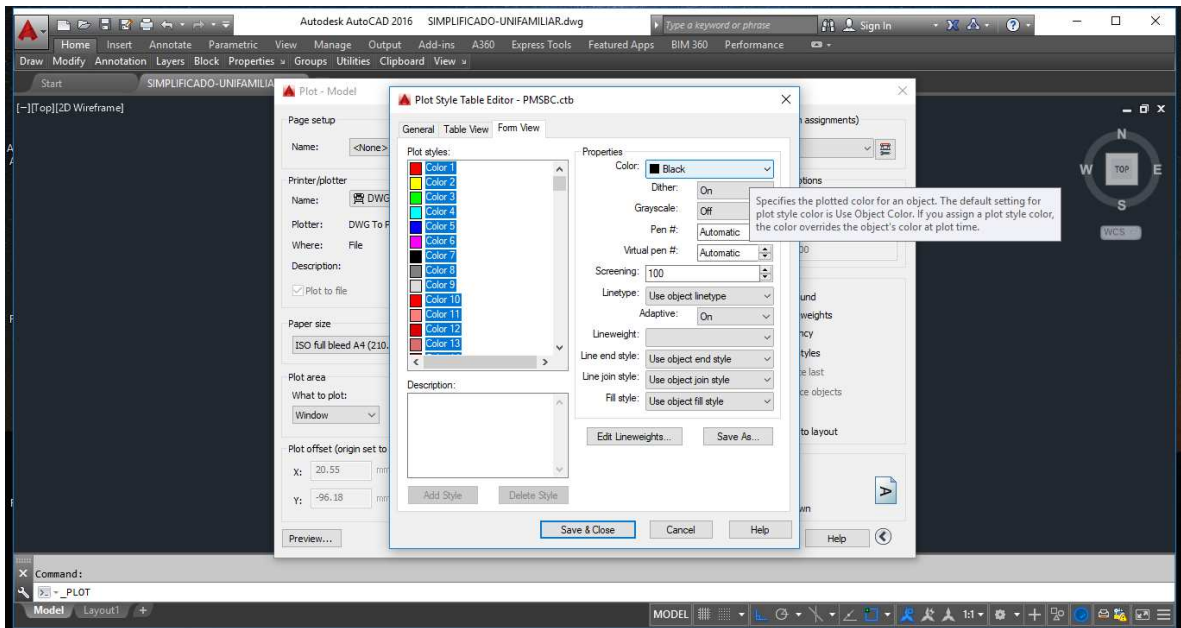 Autodesk AutoCAD 2016 SIMPLIFICADO-UNIFAMILIAR.dwg
Type a keyword or phrase
Sign In
Home Insert Annotate Parametric View Manage Output Add-ins A360 Express Tools Featured Apps BIM 360 Performance
Draw Modify Annotation Layers Block Properties Groups Utilities Clipboard View
Start SIMPLIFICADO-UNIFAMILIA
[−][Top][2D Wireframe]
N
W TOP E
S
WCS
Plot - Model
Page setup
Name: <None>
Printer/plotter
Name: DWG
Plotter: DWG To P
Where: File
Description:
Plot to file
Paper size
ISO full bleed A4 (210.
Plot area
What to plot:
Window
Plot offset (origin set to
X: 20.55 mm
Y: -96.18 mm
Preview...
n assignments)
ptions
00
und
weights
ncy
tyles
e last
ce objects
to layout
A
wn
Help
Plot Style Table Editor - PMSBC.ctb
General Table View Form View
Plot styles:
Color 1
Color 2
Color 3
Color 4
Color 5
Color 6
Color 7
Color 8
Color 9
Color 10
Color 11
Color 12
Color 13
Description:
Add Style Delete Style
Properties
Color: Black
Dither: On
Grayscale: Off
Pen #: Automatic
Virtual pen #: Automatic
Screening: 100
Linetype: Use object linetype
Adaptive: On
Lineweight:
Line end style: Use object end style
Line join style: Use object join style
Fill style: Use object fill style
Edit Lineweights... Save As...
Save & Close Cancel Help
Specifies the plotted color for an object. The default setting for
plot style color is Use Object Color. If you assign a plot style color,
the color overrides the object's color at plot time.
Command:
_PLOT
Model Layout1 +
MODEL 1:1